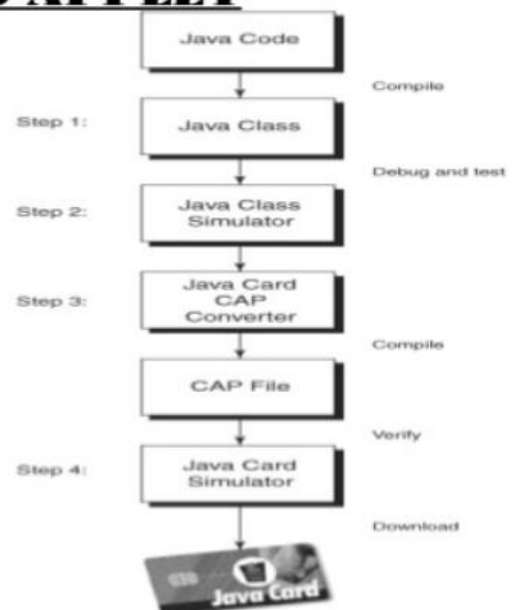 APPLET
Java Code
Compile
Step 1:
Java Class
Debug and test
Step 2:
Java Class
Simulator
Step 3:
Java Card
CAP
Converter
Compile
CAP File
Verify
Step 4:
Java Card
Simulator
Download
Java Card